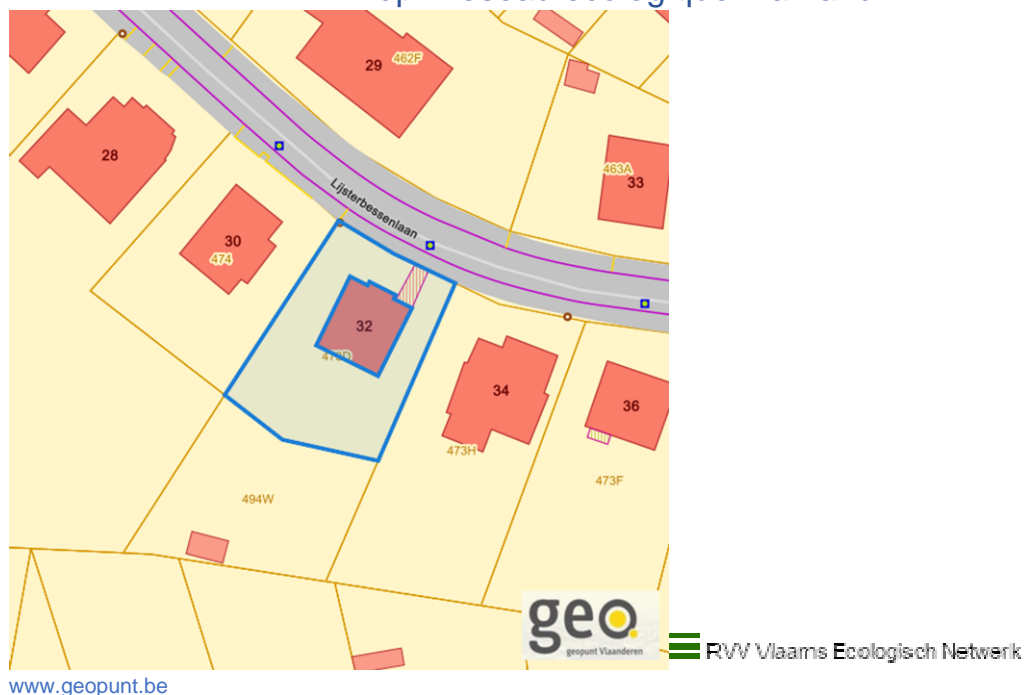 29
462F
28
463A
33
Lijsterbessenlaan
30
474
32
34
36
473H
473F
494W
geo
geopunt Vlaanderen
RVV Vlaams Ecologisch Netwerk
www.geopunt.be